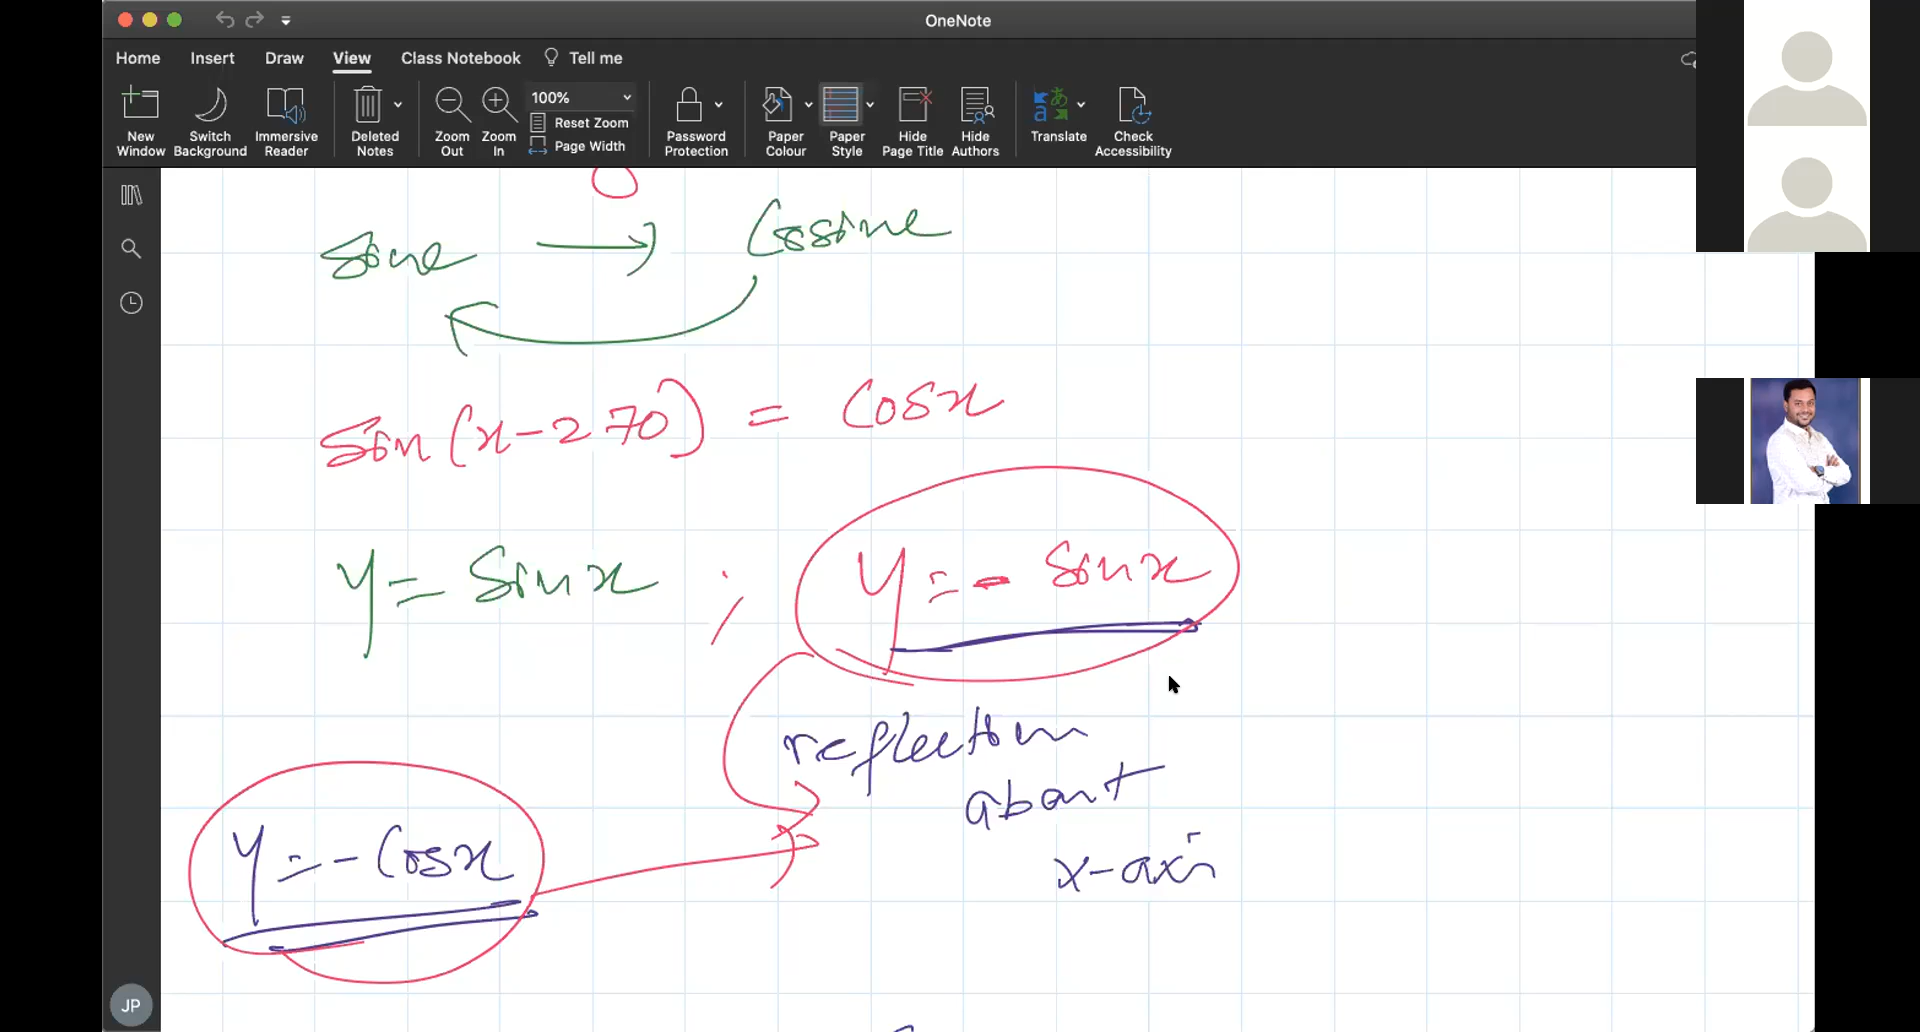 OneNote
Home Insert Draw View Class Notebook Tell me
New Window
Switch Background
Immersive Reader
Deleted Notes
Zoom Out
Zoom In
100%
Reset Zoom
Page Width
Password Protection
Paper Colour
Paper Style
Hide Page Title
Hide Authors
Translate
Check Accessibility
Sine → Cosine
Sin(x-270) = Cosx
y = Sinx ; y = - Sinx
reflection
about
x-axis
y = - Cosx
JP